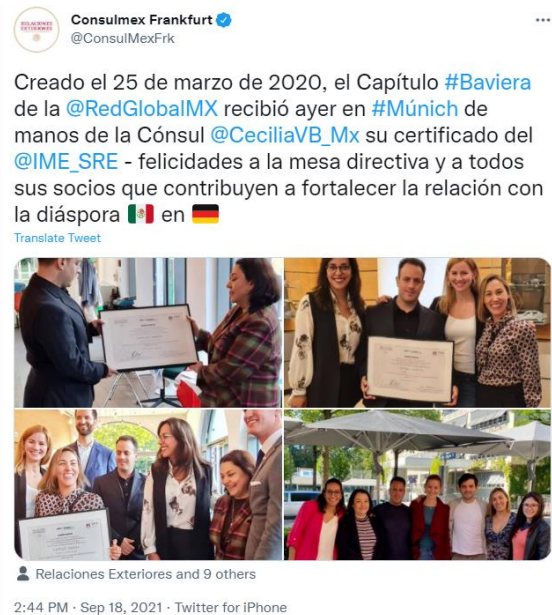 RELACIONES
EXTERIORES
Consulmex Frankfurt
@ConsulMexFrk
Creado el 25 de marzo de 2020, el Capítulo #Baviera
de la @RedGlobalMX recibió ayer en #Múnich de
manos de la Cónsul @CeciliaVB_Mx su certificado del
@IME_SRE - felicidades a la mesa directiva y a todos
sus socios que contribuyen a fortalecer la relación con
la diáspora 🇲🇽 en 🇩🇪
Translate Tweet
Relaciones Exteriores and 9 others
2:44 PM · Sep 18, 2021 · Twitter for iPhone